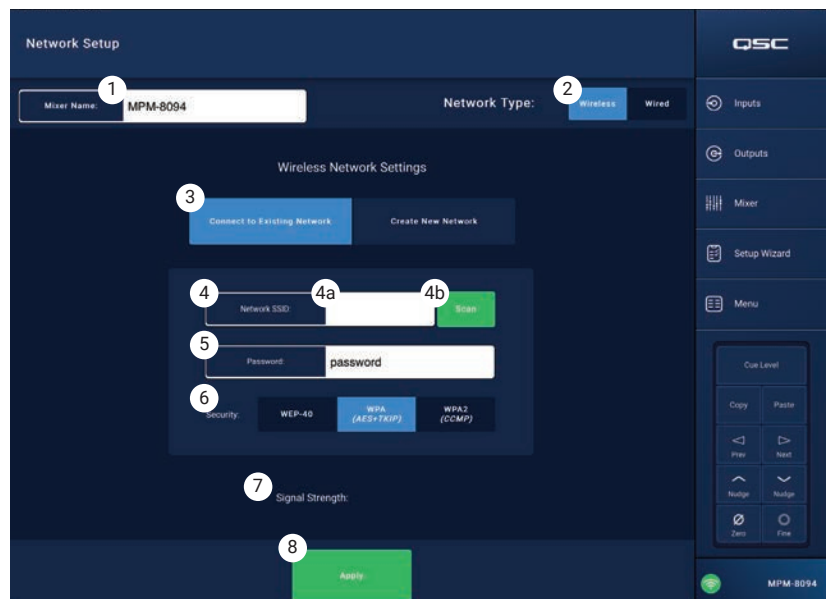 Network Setup
QSC
1
Mixer Name:
MPM-8094
Network Type:
2
Wireless
Wired
Inputs
Outputs
Mixer
Setup Wizard
Menu
Wireless Network Settings
3
Connect to Existing Network
Create New Network
4
Network SSID:
4a
4b
Scan
5
Password:
password
6
Security:
WEP-40
WPA
(AES+TKIP)
WPA2
(CCMP)
7
Signal Strength:
8
Apply
Cue Level
Copy
Paste
Prev
Next
Nudge
Nudge
Zero
Fine
MPM-8094